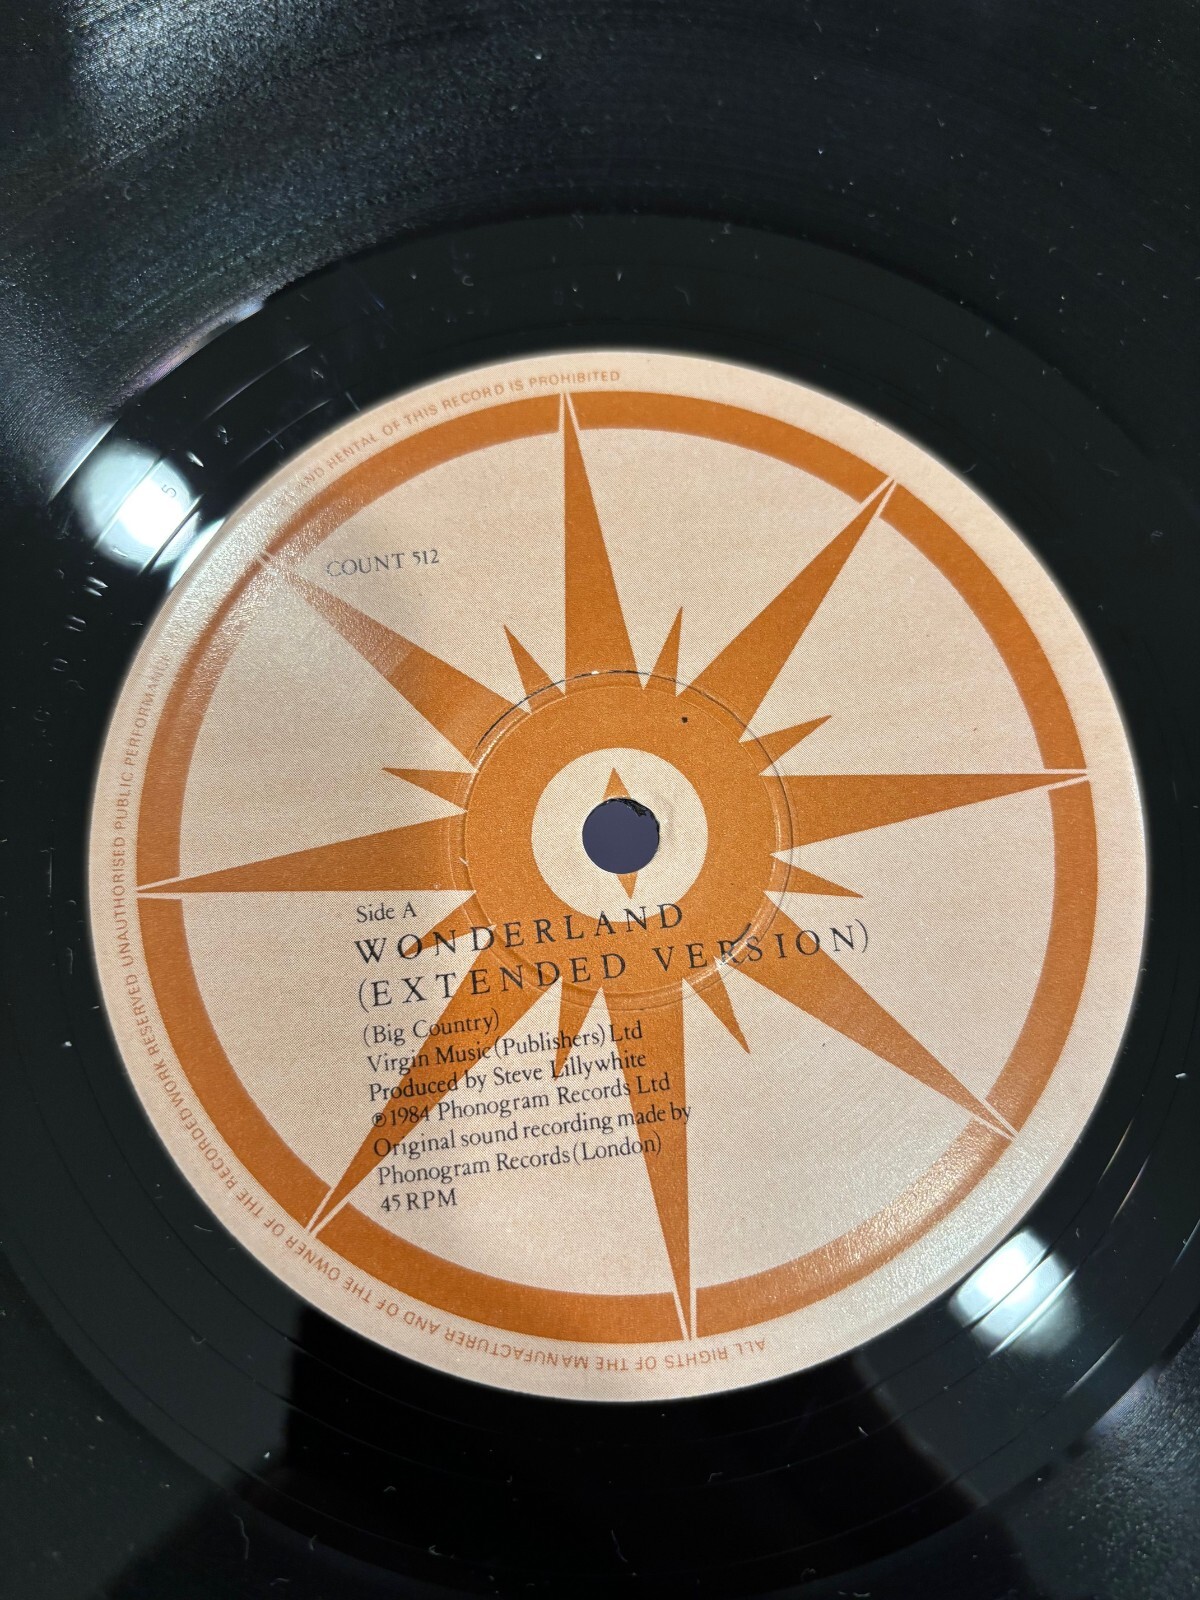 COUNT 512
Side A
WONDERLAND
(EXTENDED VERSION)
(Big Country)
Virgin Music (Publishers) Ltd
Produced by Steve Lillywhite
℗ 1984 Phonogram Records Ltd
Original sound recording made by
Phonogram Records (London)
45 RPM
ALL RIGHTS OF THE MANUFACTURER AND OF THE OWNER OF THE RECORDED WORK RESERVED UNAUTHORISED PUBLIC PERFORMANCE AND RENTAL OF THIS RECORD IS PROHIBITED